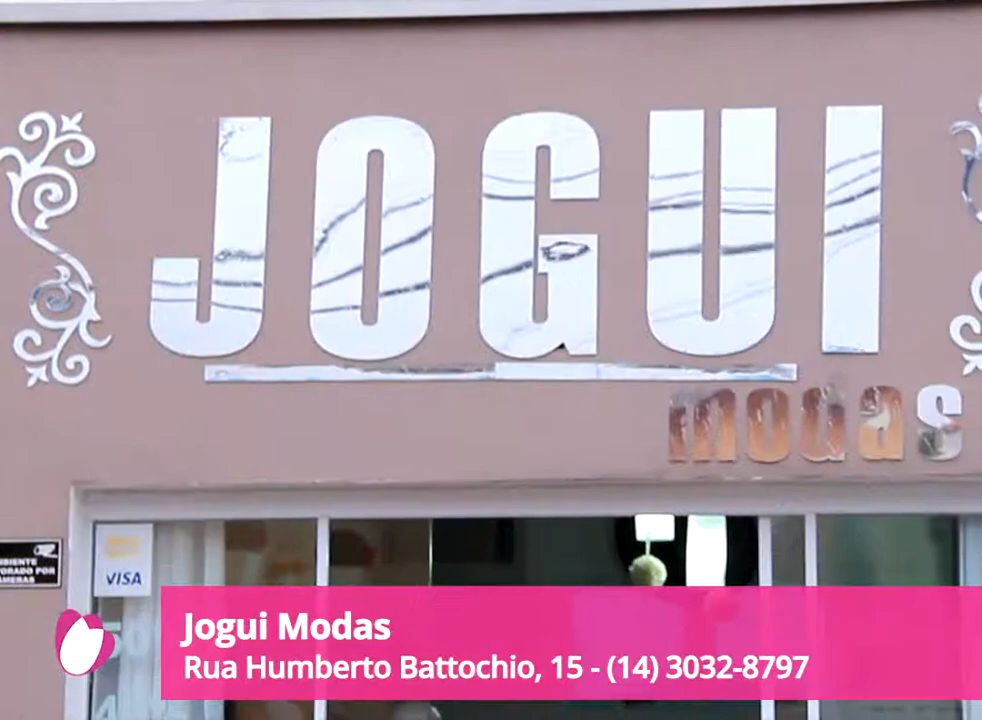 JOGUI
modas
VISA
Jogui Modas
Rua Humberto Battochio, 15 - (14) 3032-8797